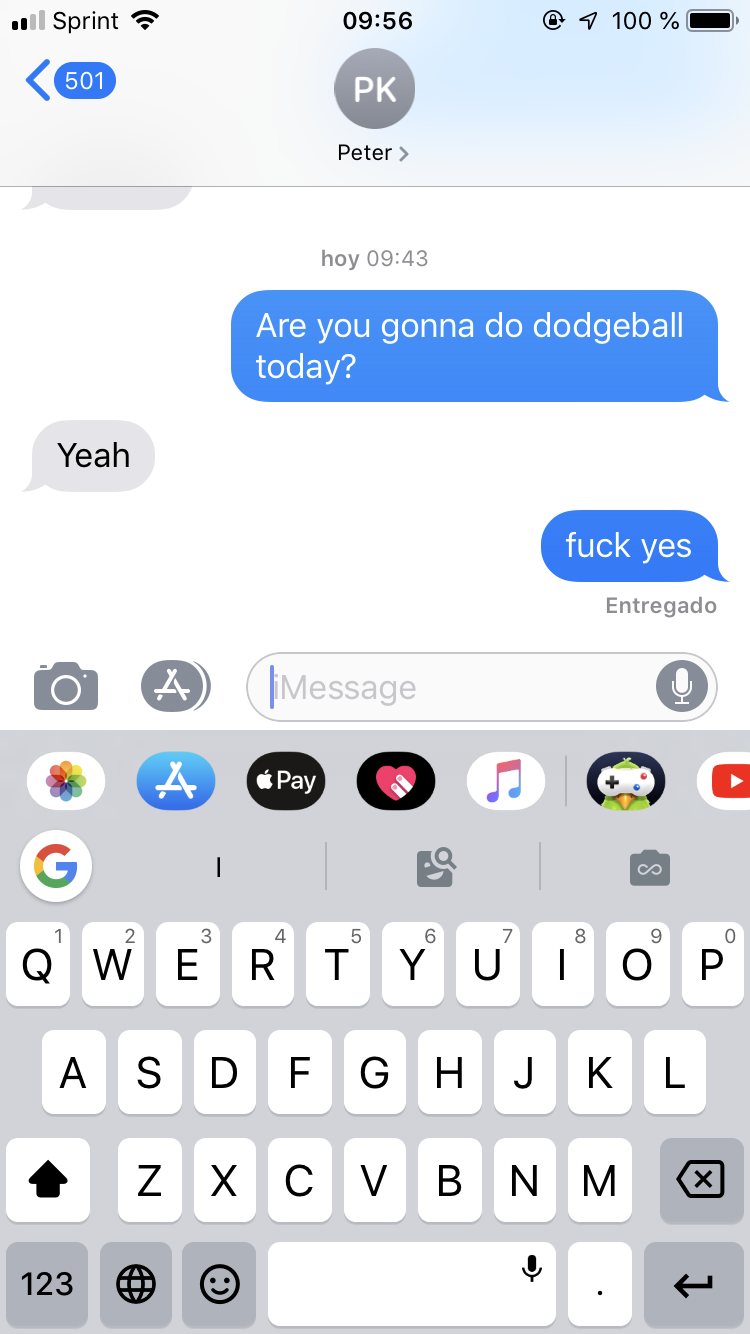 Sprint 09:56 100 %
501
PK
Peter
hoy 09:43
Are you gonna do dodgeball
today?
Yeah
fuck yes
Entregado
iMessage
Pay
G I
1 2 3 4 5 6 7 8 9 0
Q W E R T Y U I O P
A S D F G H J K L
Z X C V B N M
123 .